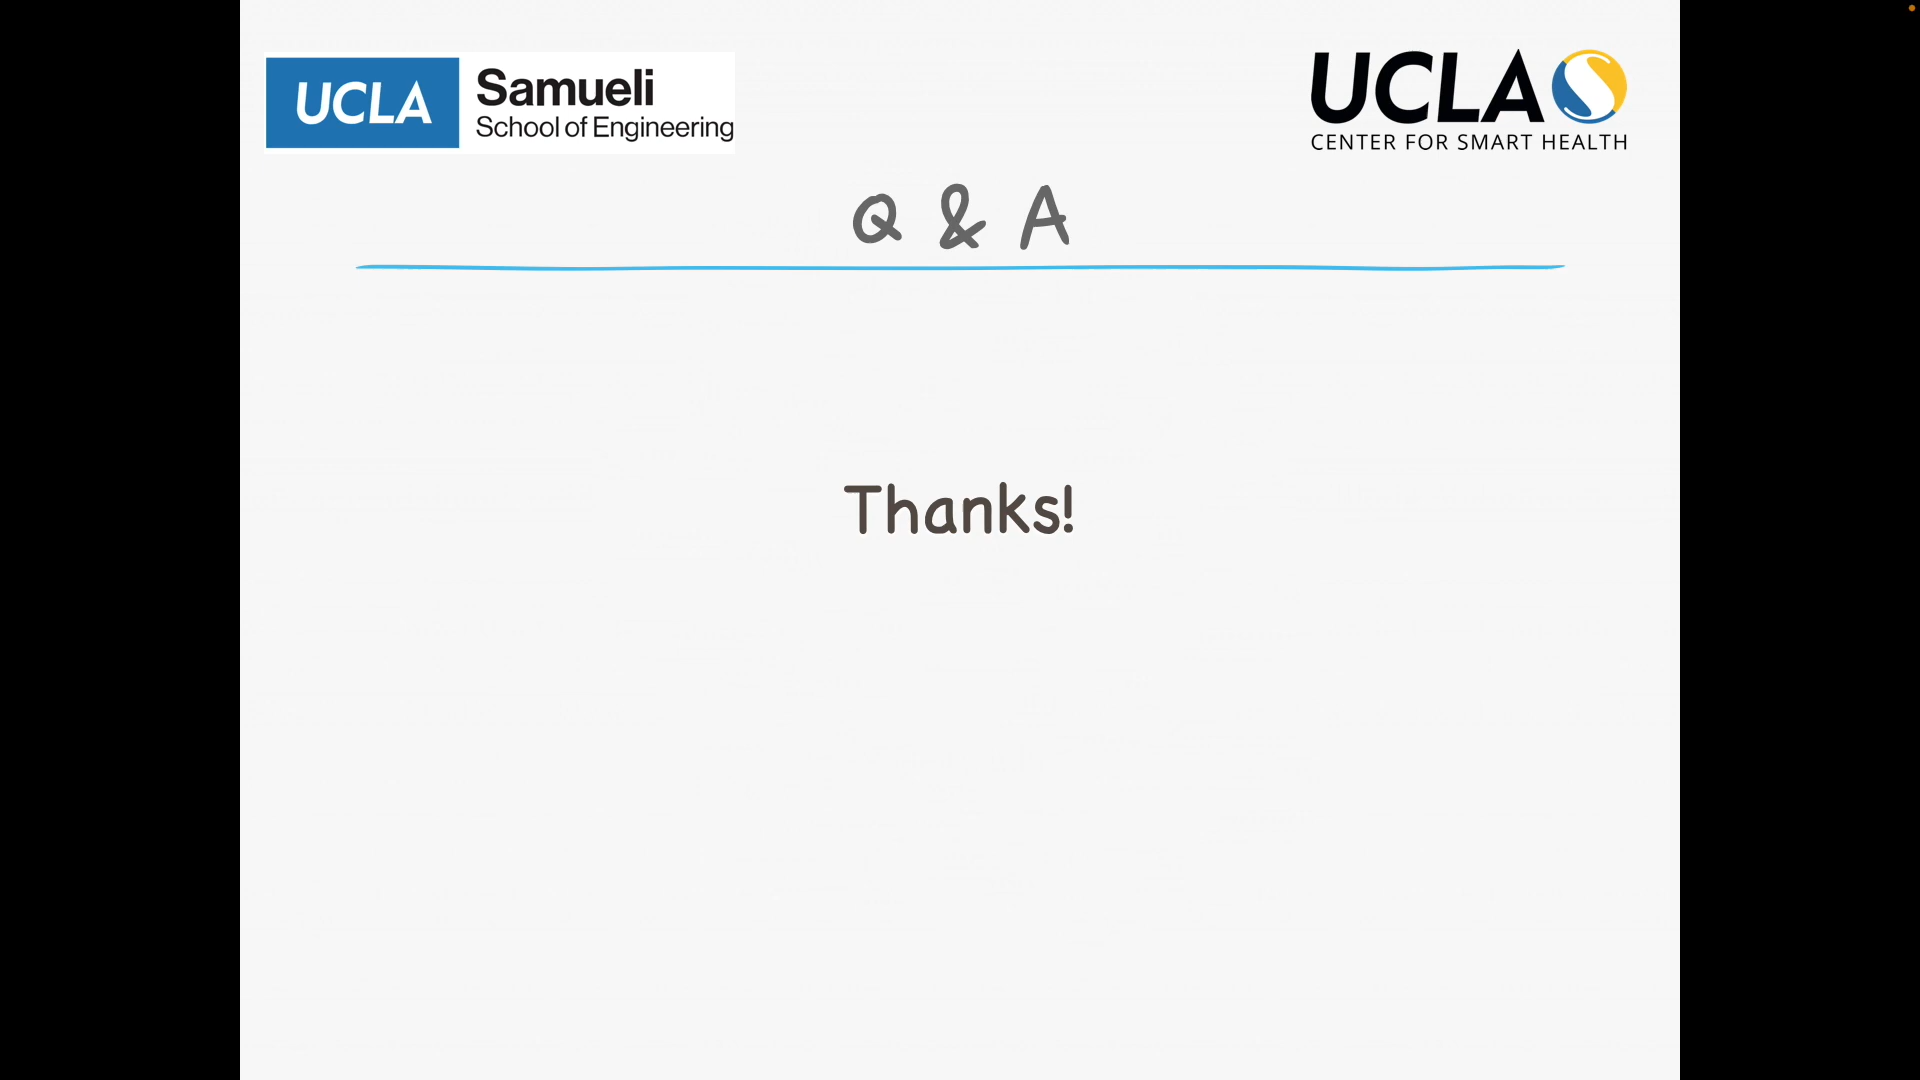 UCLA Samueli
School of Engineering
UCLA
CENTER FOR SMART HEALTH
Q & A
Thanks!